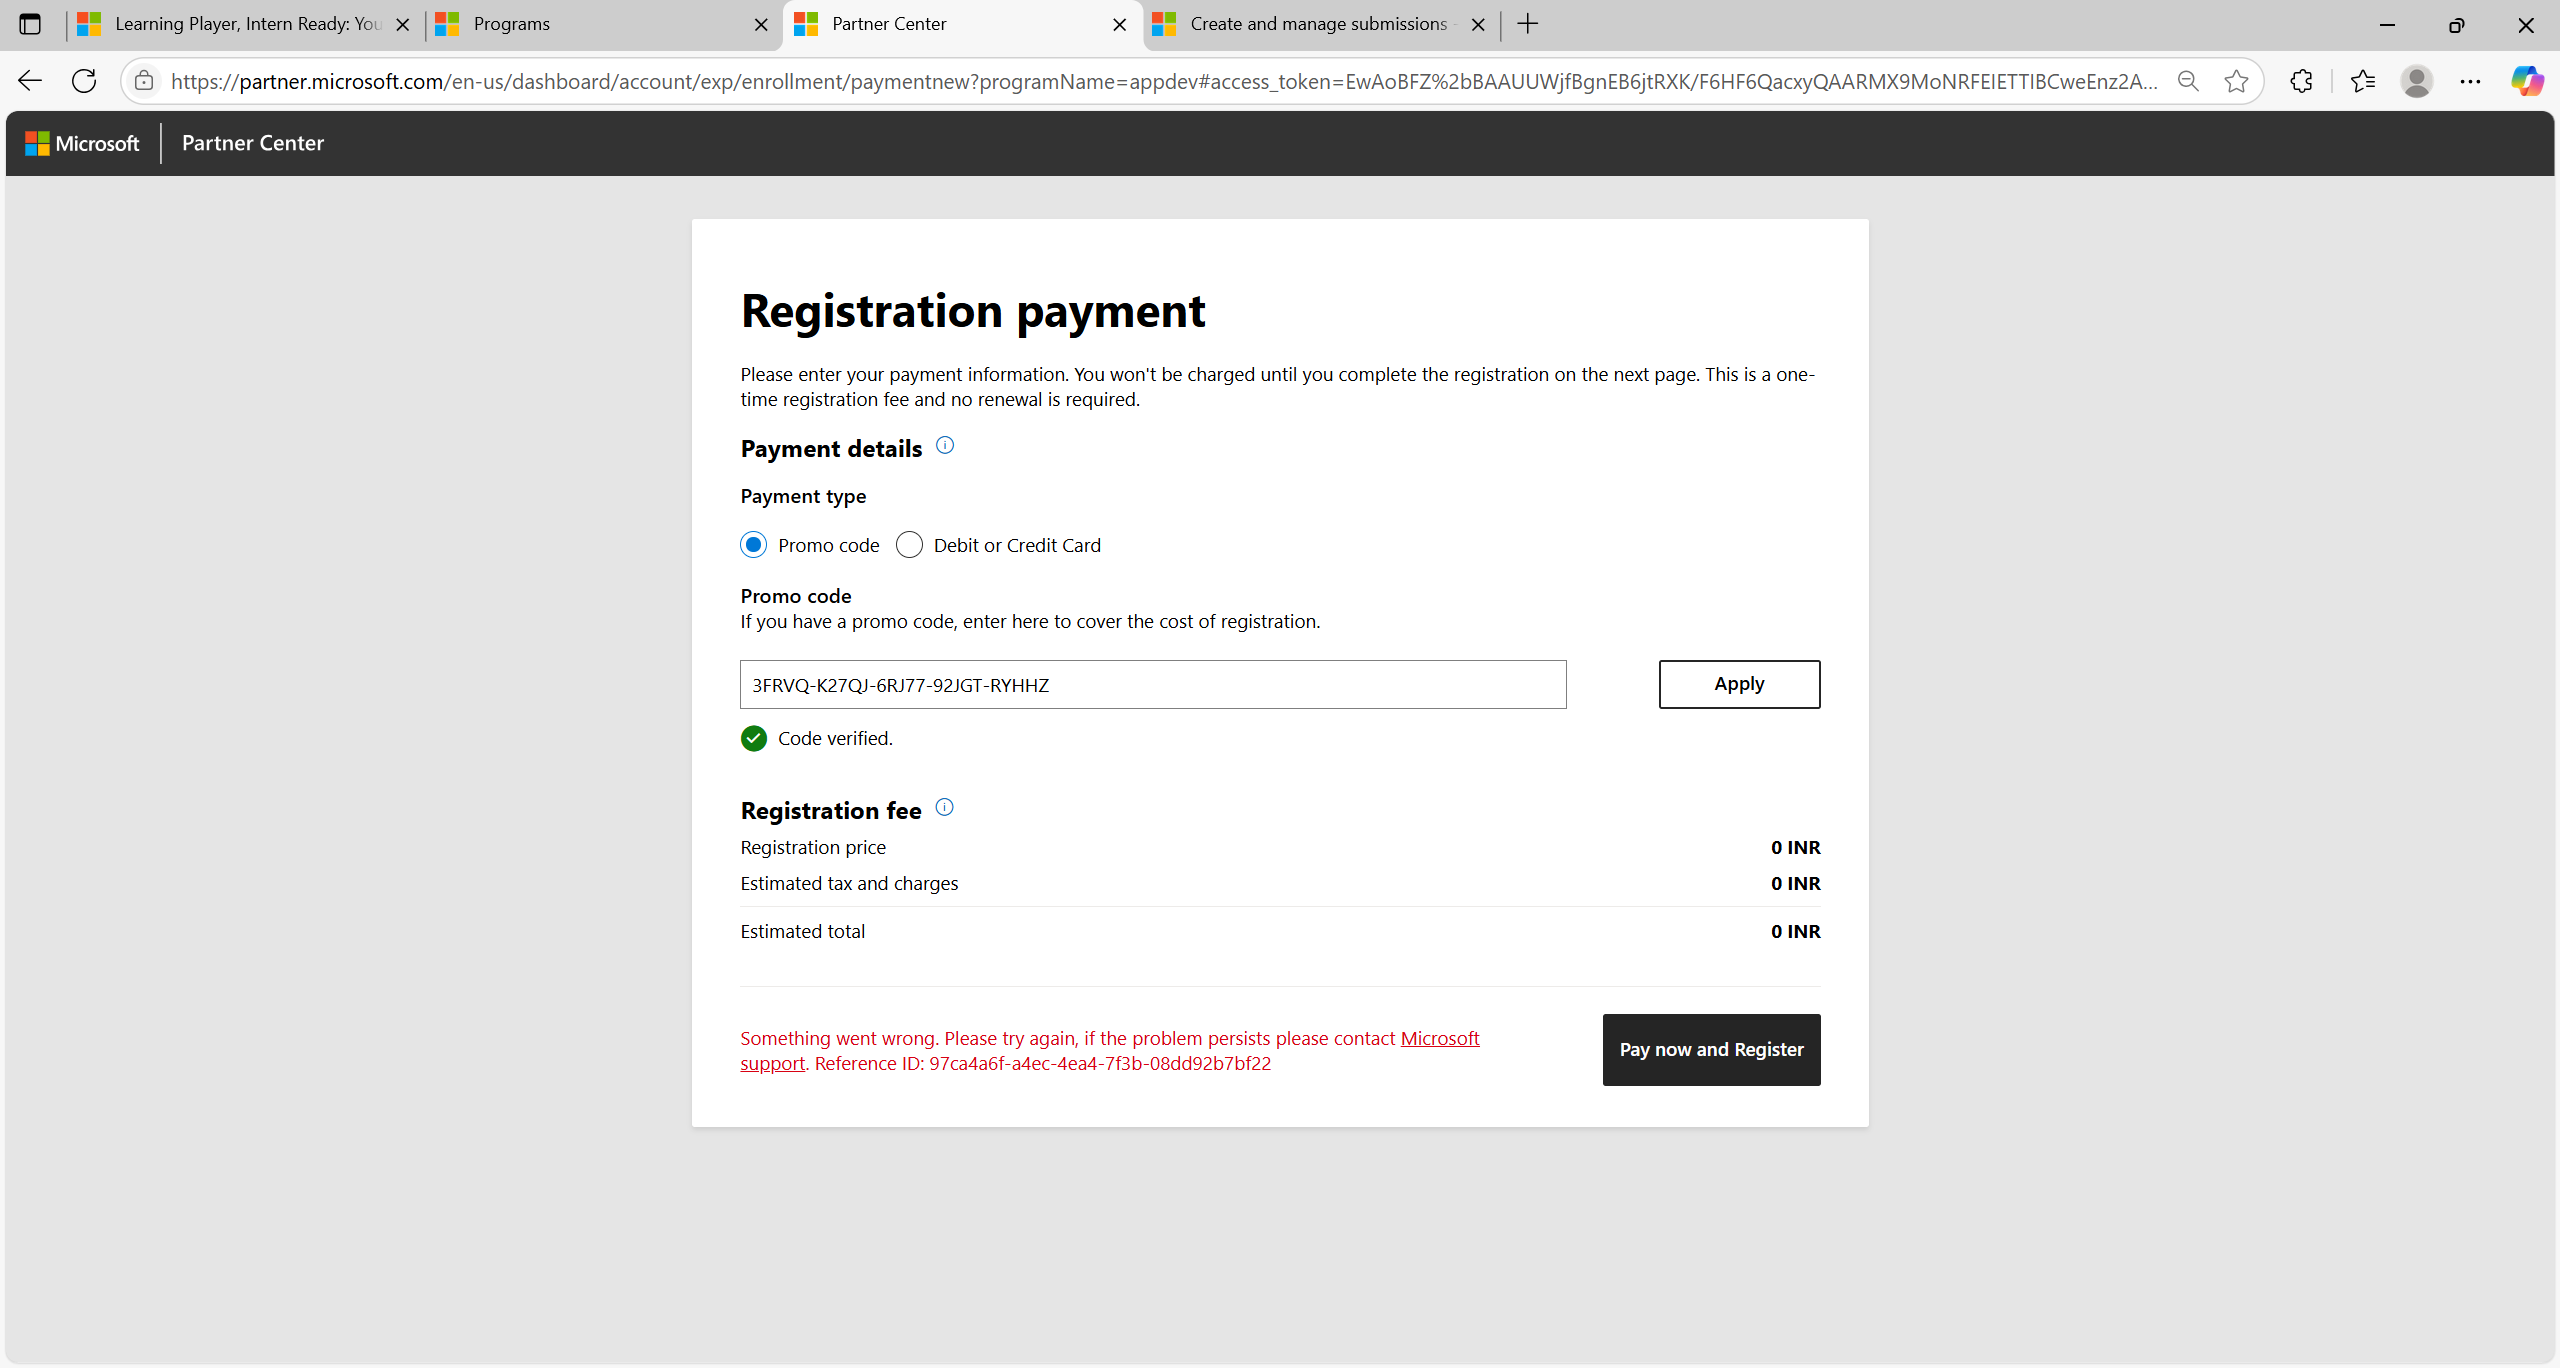 Learning Player, Intern Ready: You
Programs
Partner Center
Create and manage submissions -
https://partner.microsoft.com/en-us/dashboard/account/exp/enrollment/paymentnew?programName=appdev#access_token=EwAoBFZ%2bBAAUUWjfBgnEB6jtRXK/F6HF6QacxyQAARMX9MoNRFEIETTIBCweEnz2A...
Microsoft
Partner Center
Registration payment
Please enter your payment information. You won't be charged until you complete the registration on the next page. This is a one-
time registration fee and no renewal is required.
Payment details
Payment type
Promo code
Debit or Credit Card
Promo code
If you have a promo code, enter here to cover the cost of registration.
3FRVQ-K27QJ-6RJ77-92JGT-RYHHZ
Apply
Code verified.
Registration fee
Registration price 0 INR
Estimated tax and charges 0 INR
Estimated total 0 INR
Something went wrong. Please try again, if the problem persists please contact Microsoft
support. Reference ID: 97ca4a6f-a4ec-4ea4-7f3b-08dd92b7bf22
Pay now and Register